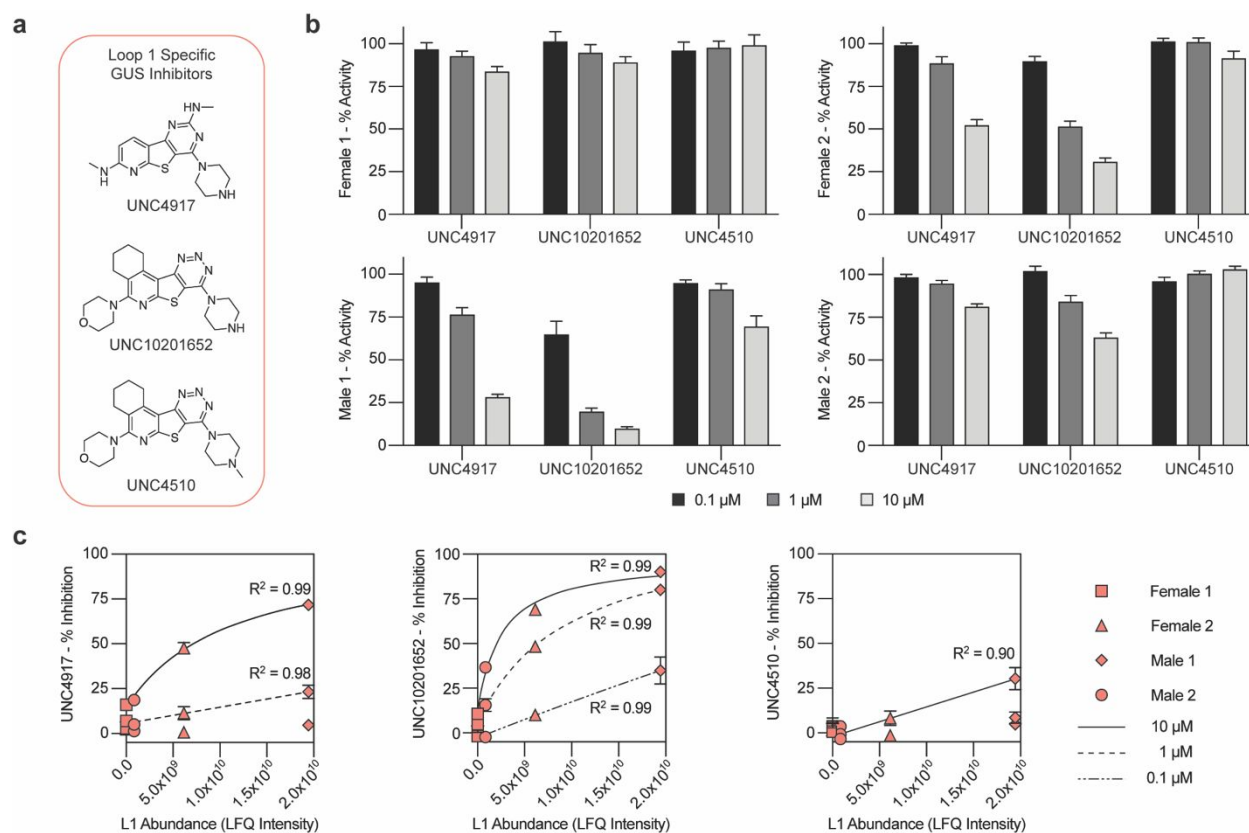 a
Loop 1 Specific
GUS Inhibitors
HN
N
N
N
S
N
N
H
NH
UNC4917
N
N
N
N
O
N
S
N
NH
UNC10201652
N
N
N
N
O
N
S
N
N
UNC4510
b
Female 1 - % Activity
100
75
50
25
0
UNC4917
UNC10201652
UNC4510
Female 2 - % Activity
100
75
50
25
0
UNC4917
UNC10201652
UNC4510
Male 1 - % Activity
100
75
50
25
0
UNC4917
UNC10201652
UNC4510
Male 2 - % Activity
100
75
50
25
0
UNC4917
UNC10201652
UNC4510
0.1 µM
1 µM
10 µM
c
UNC4917 - % Inhibition
100
75
50
25
0
R² = 0.99
R² = 0.98
0.0
5.0x10⁹
1.0x10¹⁰
1.5x10¹⁰
2.0x10¹⁰
L1 Abundance (LFQ Intensity)
UNC10201652 - % Inhibition
100
75
50
25
0
R² = 0.99
R² = 0.99
R² = 0.99
0.0
5.0x10⁹
1.0x10¹⁰
1.5x10¹⁰
2.0x10¹⁰
L1 Abundance (LFQ Intensity)
UNC4510 - % Inhibition
100
75
50
25
0
R² = 0.90
0.0
5.0x10⁹
1.0x10¹⁰
1.5x10¹⁰
2.0x10¹⁰
L1 Abundance (LFQ Intensity)
Female 1
Female 2
Male 1
Male 2
10 µM
1 µM
0.1 µM